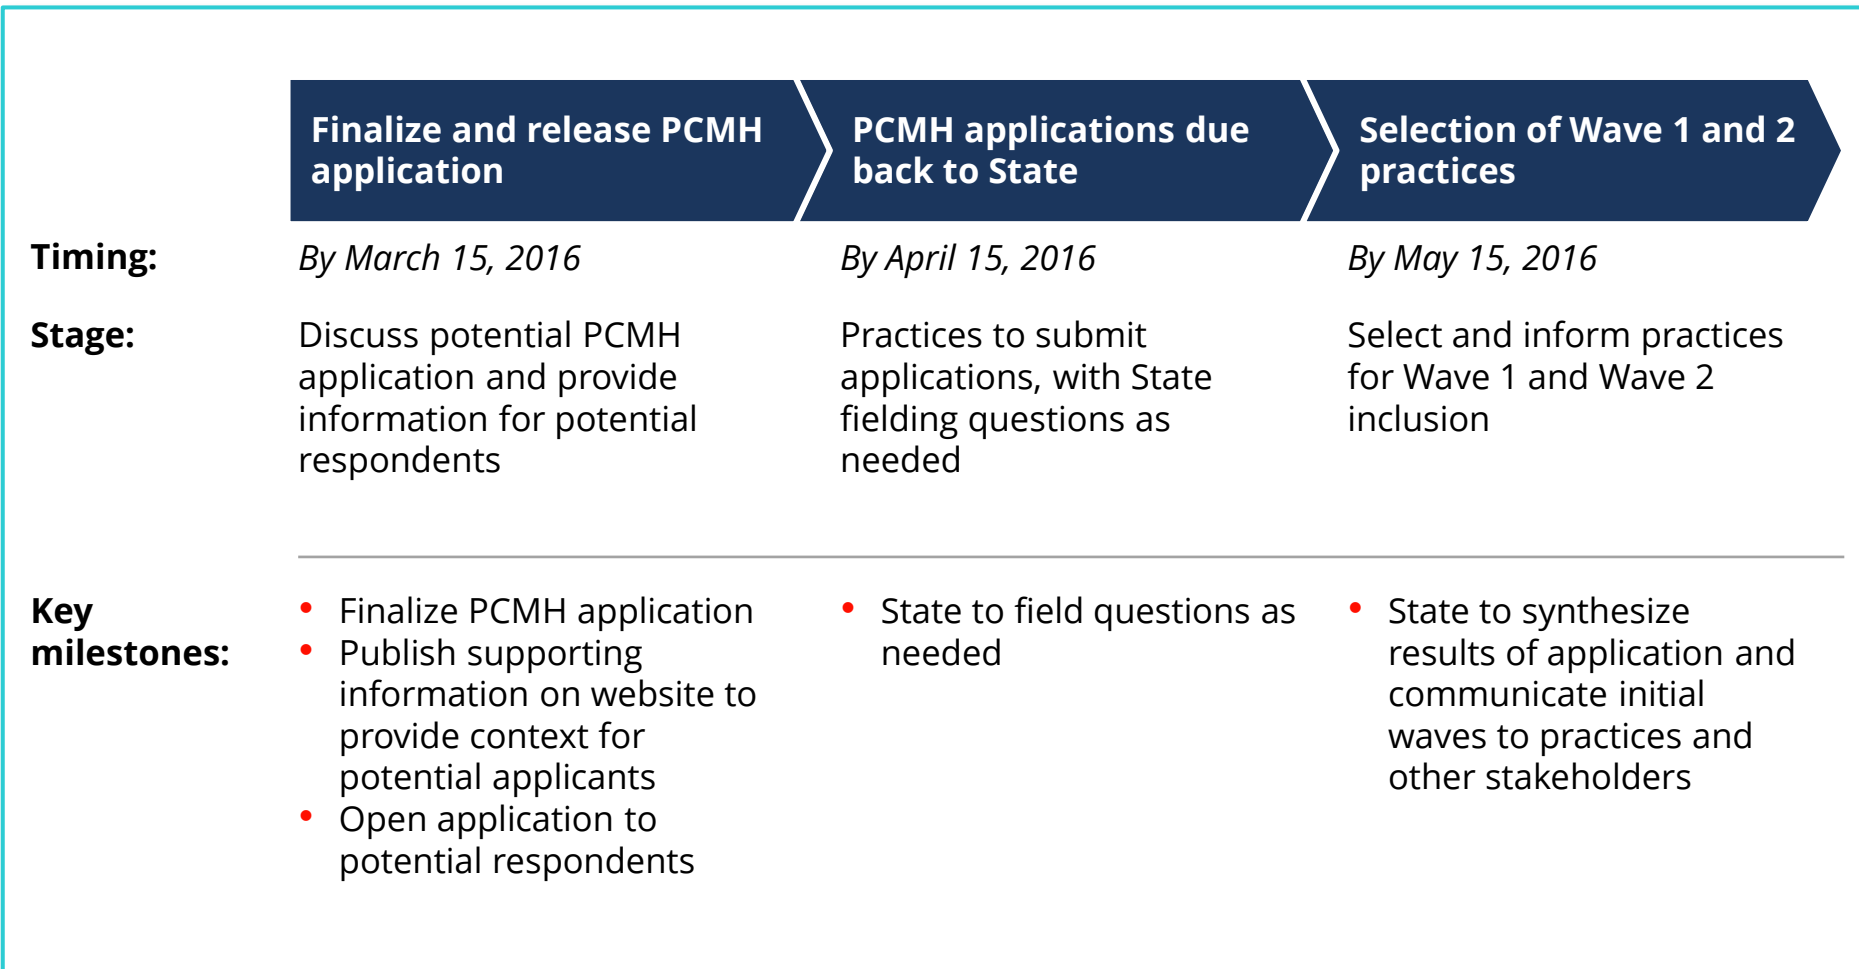 Finalize and release PCMH
application
PCMH applications due
back to State
Selection of Wave 1 and 2
practices
Timing:
By March 15, 2016
By April 15, 2016
By May 15, 2016
Stage:
Discuss potential PCMH
application and provide
information for potential
respondents
Practices to submit
applications, with State
fielding questions as
needed
Select and inform practices
for Wave 1 and Wave 2
inclusion
Key
milestones:
• Finalize PCMH application
• Publish supporting
information on website to
provide context for
potential applicants
• Open application to
potential respondents
• State to field questions as
needed
• State to synthesize
results of application and
communicate initial
waves to practices and
other stakeholders